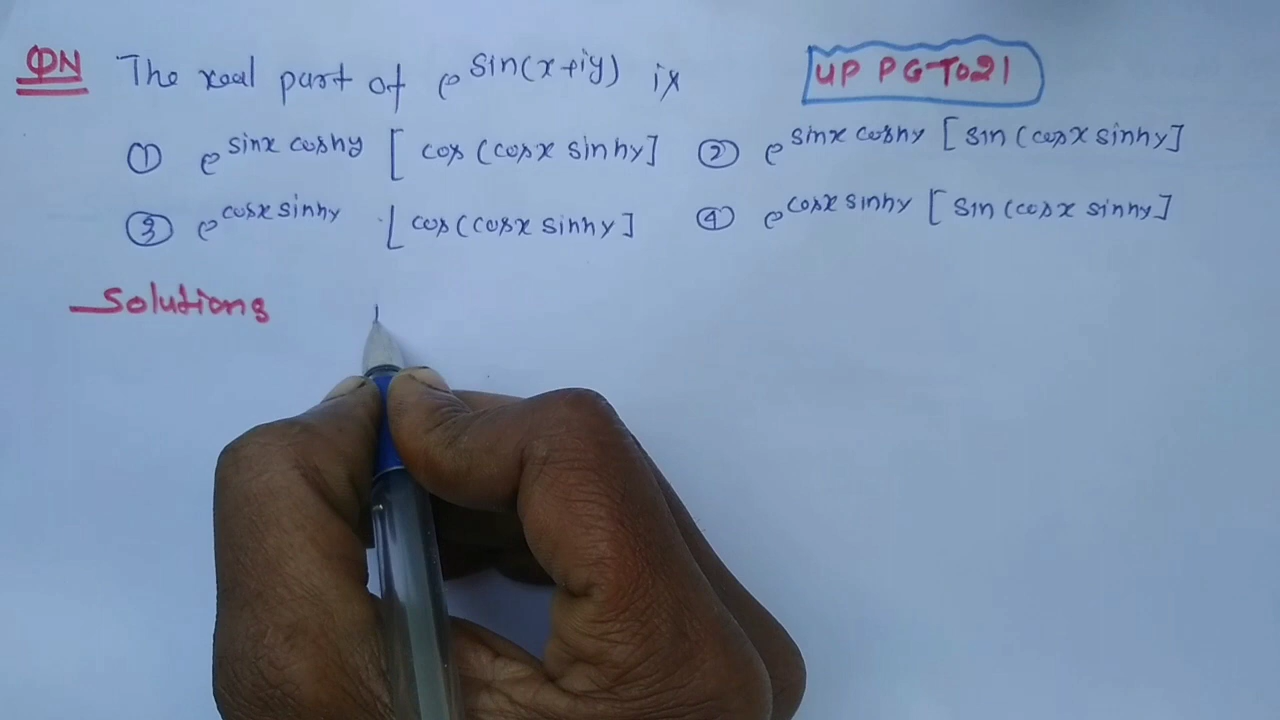 QN The real part of e^sin(x+iy) is UP PGT 021
① e^sinx coshy [cos(cosx sinhy] ② e^sinx coshy [sin(cosx sinhy]
③ e^cosx sinhy [cos(cosx sinhy] ④ e^cosx sinhy [sin(cosx sinhy]
Solutions